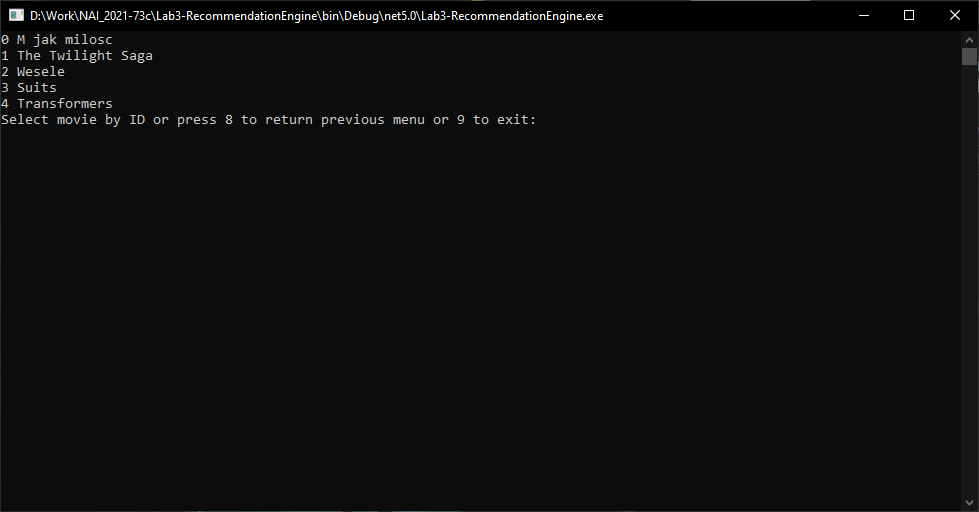 D:\Work\NAI_2021-73c\Lab3-RecommendationEngine\bin\Debug\net5.0\Lab3-RecommendationEngine.exe
0 M jak milosc
1 The Twilight Saga
2 Wesele
3 Suits
4 Transformers
Select movie by ID or press 8 to return previous menu or 9 to exit: